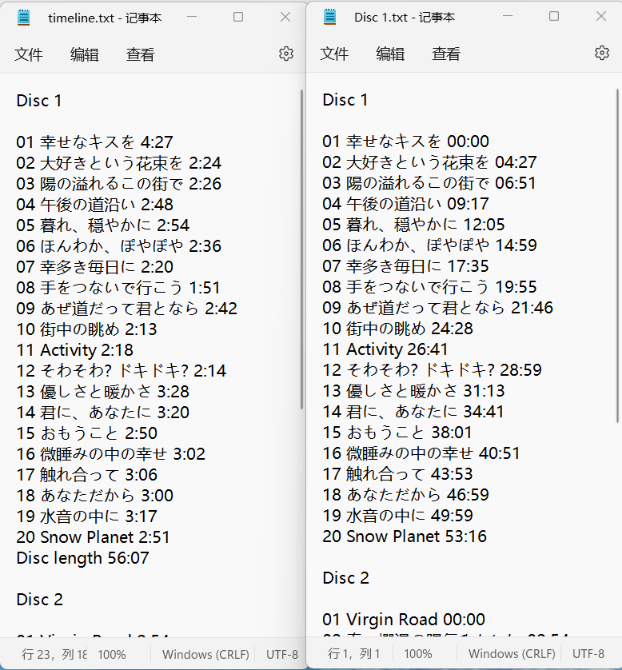 timeline.txt - 记事本
文件 编辑 查看
Disc 1
01 幸せなキスを 4:27
02 大好きという花束を 2:24
03 陽の溢れるこの街で 2:26
04 午後の道沿い 2:48
05 暮れ、穏やかに 2:54
06 ほんわか、ぽやぽや 2:36
07 幸多き毎日に 2:20
08 手をつないで行こう 1:51
09 あぜ道だって君となら 2:42
10 街中の眺め 2:13
11 Activity 2:18
12 そわそわ? ドキドキ? 2:14
13 優しさと暖かさ 3:28
14 君に、あなたに 3:20
15 おもうこと 2:50
16 微睡みの中の幸せ 3:02
17 触れ合って 3:06
18 あなただから 3:00
19 水音の中に 3:17
20 Snow Planet 2:51
Disc length 56:07
Disc 2
01 Virgin Road 2:54
行 23，列 18 100% Windows (CRLF) UTF-8
Disc 1.txt - 记事本
文件 编辑 查看
Disc 1
01 幸せなキスを 00:00
02 大好きという花束を 04:27
03 陽の溢れるこの街で 06:51
04 午後の道沿い 09:17
05 暮れ、穏やかに 12:05
06 ほんわか、ぽやぽや 14:59
07 幸多き毎日に 17:35
08 手をつないで行こう 19:55
09 あぜ道だって君となら 21:46
10 街中の眺め 24:28
11 Activity 26:41
12 そわそわ? ドキドキ? 28:59
13 優しさと暖かさ 31:13
14 君に、あなたに 34:41
15 おもうこと 38:01
16 微睡みの中の幸せ 40:51
17 触れ合って 43:53
18 あなただから 46:59
19 水音の中に 49:59
20 Snow Planet 53:16
Disc 2
01 Virgin Road 00:00
行 1，列 1 100% Windows (CRLF) UTF-8